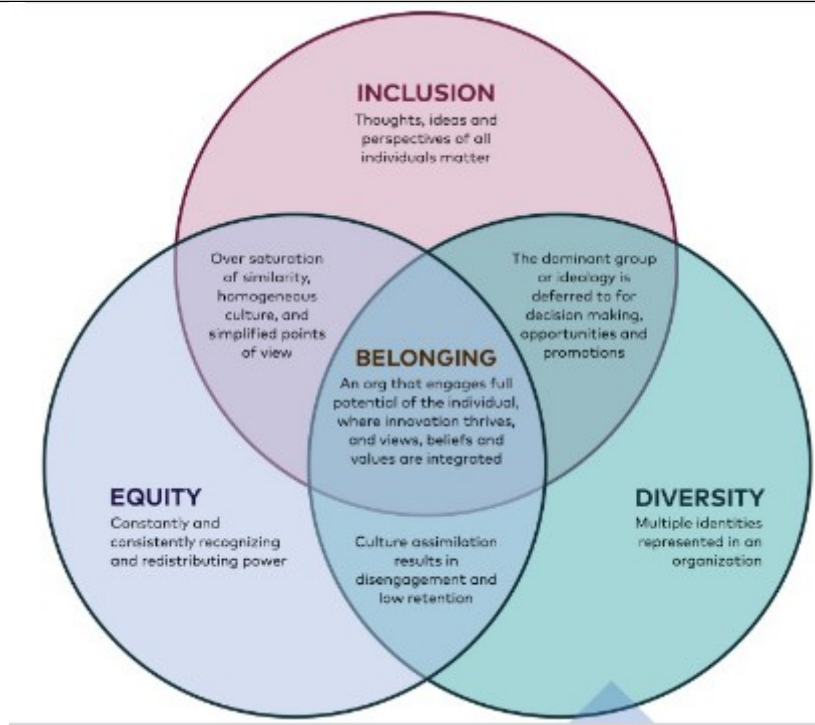 INCLUSION
Thoughts, ideas and
perspectives of all
individuals matter
Over saturation
of similarity,
homogeneous
culture, and
simplified points
of view
The dominant group
or ideology is
deferred to for
decision making,
opportunities and
promotions
BELONGING
An org that engages full
potential of the individual,
where innovation thrives,
and views, beliefs and
values are integrated
EQUITY
Constantly and
consistently recognizing
and redistributing power
DIVERSITY
Multiple identities
represented in an
organization
Culture assimilation
results in
disengagement and
low retention